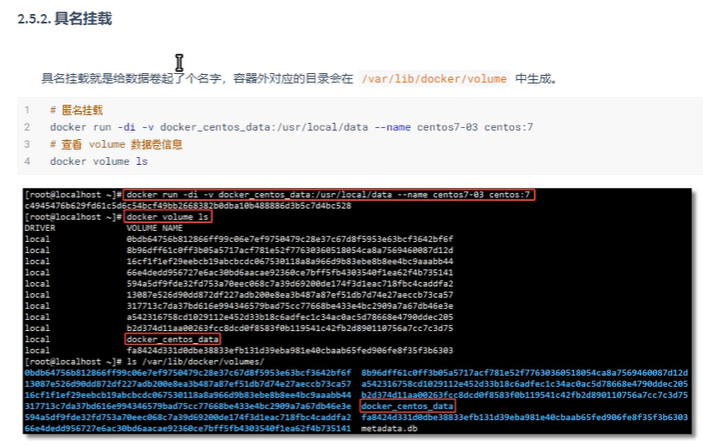 2.5.2. 具名挂载
具名挂载就是给数据卷起了个名字，容器外对应的目录会在 /var/lib/docker/volume 中生成。
1 # 匿名挂载
2 docker run -di -v docker_centos_data:/usr/local/data --name centos7-03 centos:7
3 # 查看 volume 数据卷信息
4 docker volume ls
[root@localhost ~]# docker run -di -v docker_centos_data:/usr/local/data --name centos7-03 centos:7
c4945476b629fd61c5d6c54bcf49bb2668382b0dba10b488886d3b5c7d4bc528
[root@localhost ~]# docker volume ls
DRIVER VOLUME NAME
local 0bdb64756b812866ff99c06e7ef9750479c28e37c67d8f5953e63bcf3642bf6f
local 8b96dff61c0ff3b05a5717acf781e52f77630360518054ca8a7569460087d12d
local 16cf1f1ef29eebcb19abcbcdc067530118a8a966d9b83ebe8b8ee4bc9aaabb44
local 66e4dedd956727e6ac30bd6aacae92360ce7bff5fb4303540f1ea62f4b735141
local 594a5df9fde32fd753a70eec068c7a39d69200de174f3d1eac718fbc4caddfa2
local 13087e526d90dd872df227adb200e8ea3b487a87ef51db7d74e27aeccb73ca57
local 317713c7da37bd616e994346579bad75cc77668be433e4bc2909a7a67db46e3e
local a542316758cd1029112e452d33b18c6adfec1c34ac0ac5d78668e4790ddec205
local b2d374d11aa00263fcc8dcd0f8583f0b119541c42fb2d890110756a7cc7c3d75
local docker_centos_data
local fa8424d331d0dbe38833efb131d39eba981e40cbaab65fed906fe8f35f3b6303
[root@localhost ~]# ls /var/lib/docker/volumes/
0bdb64756b812866ff99c06e7ef9750479c28e37c67d8f5953e63bcf3642bf6f 8b96dff61c0ff3b05a5717acf781e52f77630360518054ca8a7569460087d12d
13087e526d90dd872df227adb200e8ea3b487a87ef51db7d74e27aeccb73ca57 a542316758cd1029112e452d33b18c6adfec1c34ac0ac5d78668e4790ddec205
16cf1f1ef29eebcb19abcbcdc067530118a8a966d9b83ebe8b8ee4bc9aaabb44 b2d374d11aa00263fcc8dcd0f8583f0b119541c42fb2d890110756a7cc7c3d75
317713c7da37bd616e994346579bad75cc77668be433e4bc2909a7a67db46e3e docker_centos_data
594a5df9fde32fd753a70eec068c7a39d69200de174f3d1eac718fbc4caddfa2 fa8424d331d0dbe38833efb131d39eba981e40cbaab65fed906fe8f35f3b6303
66e4dedd956727e6ac30bd6aacae92360ce7bff5fb4303540f1ea62f4b735141 metadata.db